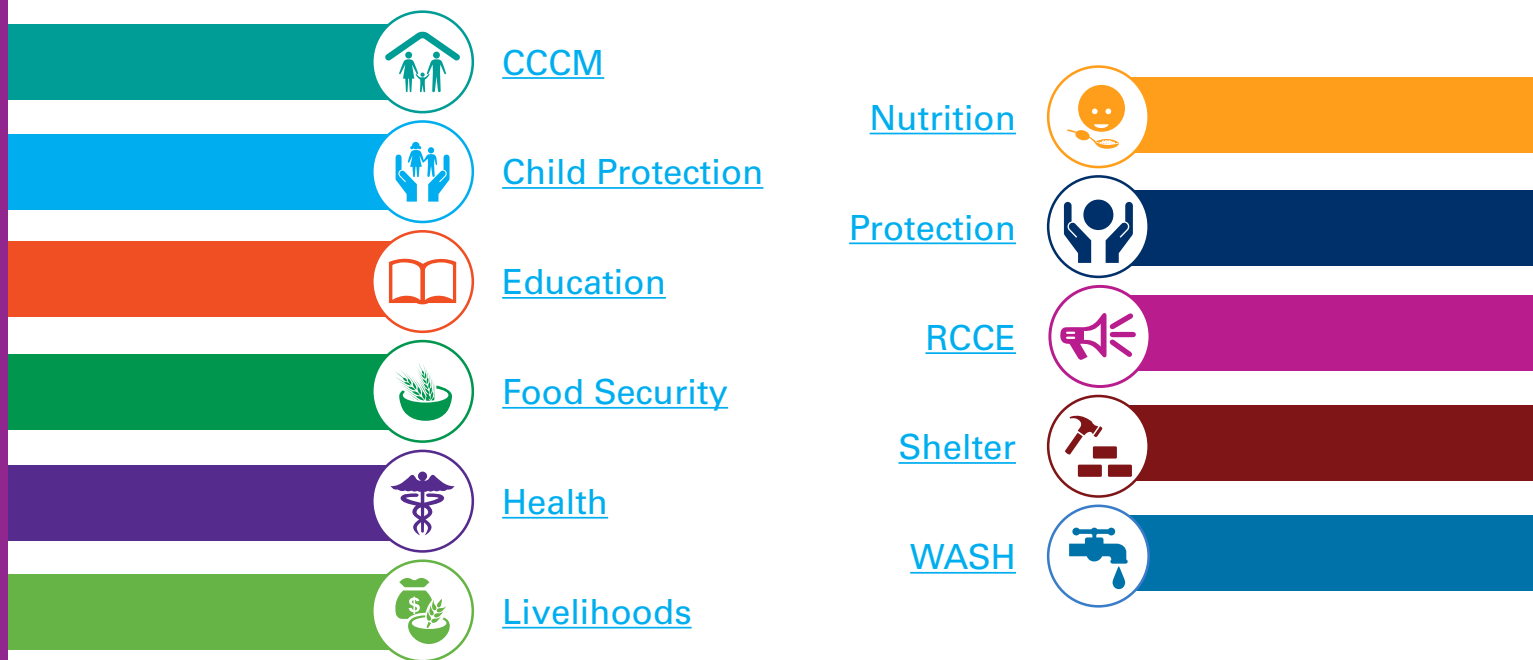 CCCM
Child Protection
Education
Food Security
Health
$
Livelihoods
Nutrition
Protection
RCCE
Shelter
WASH